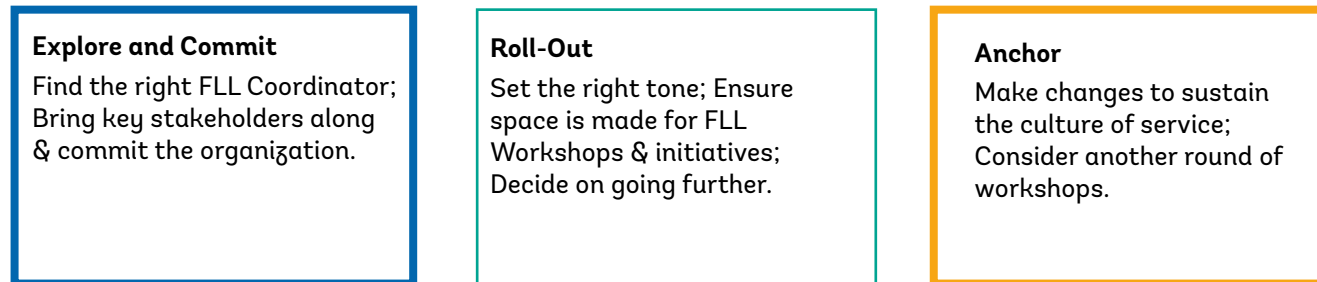 Explore and Commit
Find the right FLL Coordinator;
Bring key stakeholders along
& commit the organization.
Roll-Out
Set the right tone; Ensure
space is made for FLL
Workshops & initiatives;
Decide on going further.
Anchor
Make changes to sustain
the culture of service;
Consider another round of
workshops.